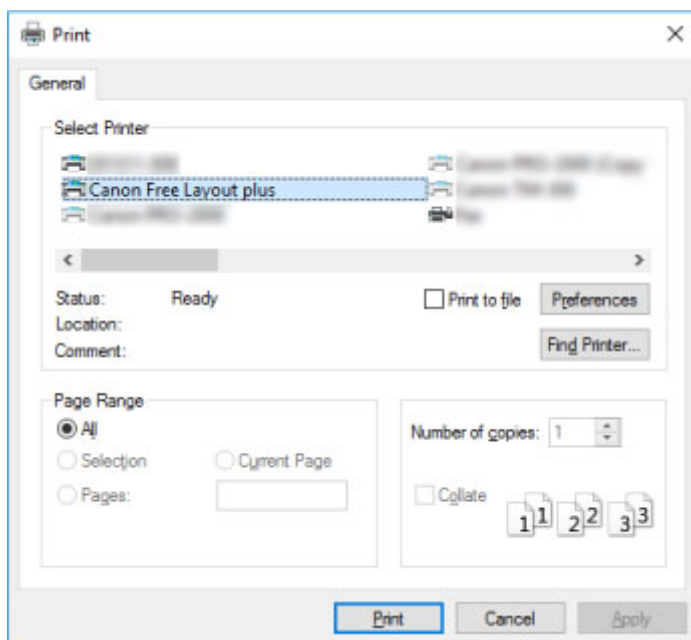 Print
General
Select Printer
Canon Free Layout plus
Status: Ready
Print to file
Preferences
Location:
Comment:
Find Printer...
Page Range
All
Selection
Current Page
Pages:
Number of copies: 1
Collate
1 1 2 2 3 3
Print
Cancel
Apply